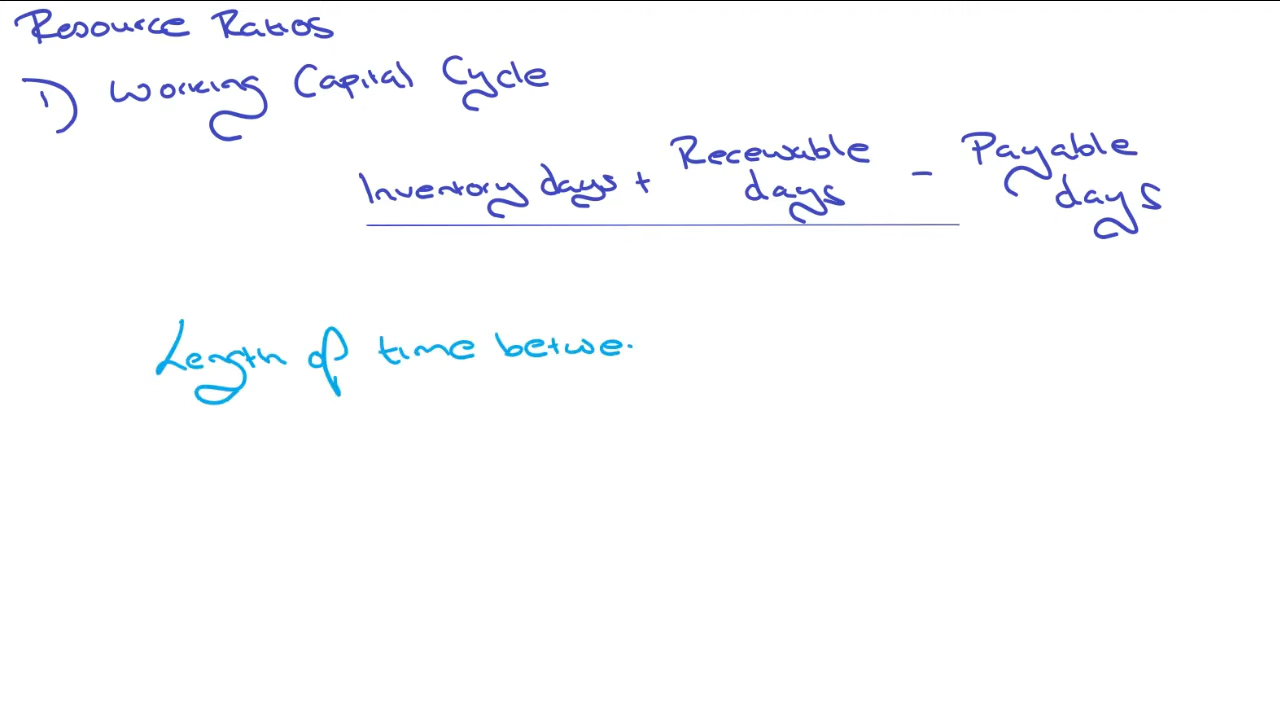 Resource Ratios
1) Working Capital Cycle
Inventory days + Receivable days - Payable days
Length of time betwe